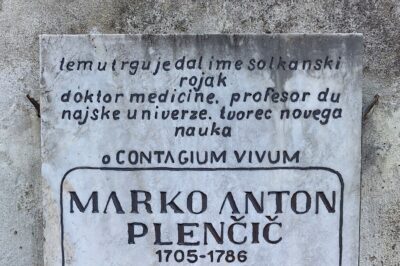 temu trgu je dal ime solkanski
rojak
doktor medicine, profesor du
najske univerze, tvorec novega
nauka
o CONTAGIUM VIVUM
MARKO ANTON
PLENČIČ
1705-1786